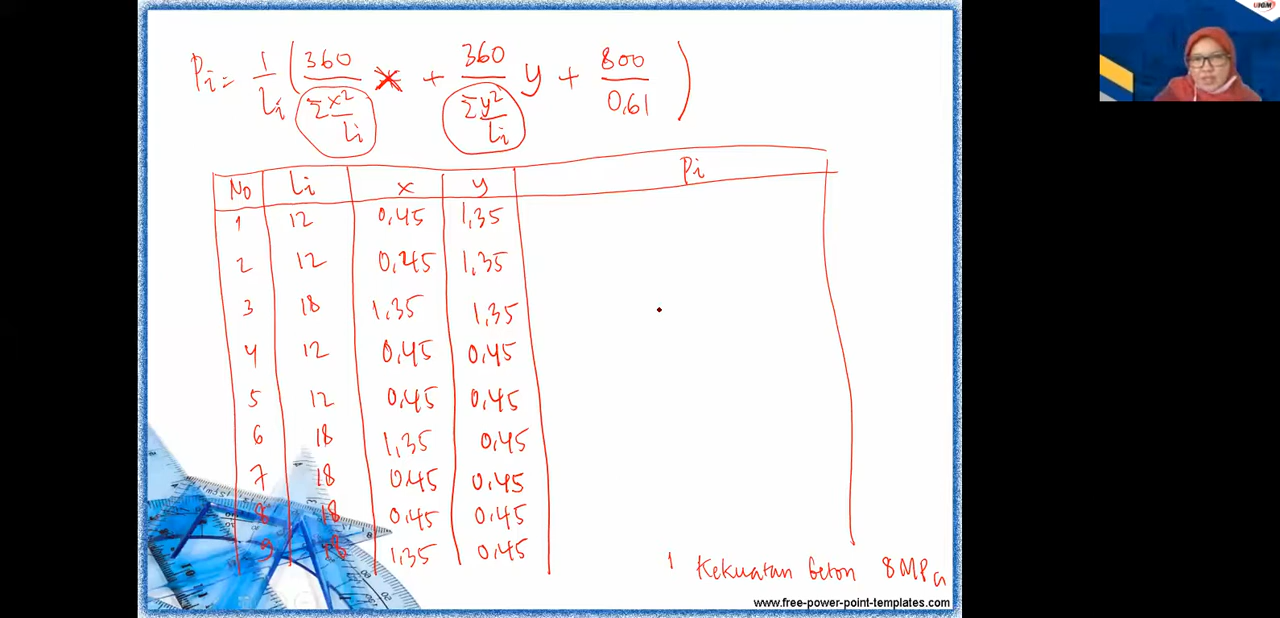 UIGM
Pi = 1/Li ( 360/Σx²/Li x + 360/Σy²/Li y + 800/0,61 )
No Li x y Pi
1 12 0,45 1,35
2 12 0,45 1,35
3 18 1,35 1,35
4 12 0,45 0,45
5 12 0,45 0,45
6 18 1,35 0,45
7 18 0,45 0,45
8 18 0,45 0,45
9 18 1,35 0,45
1 Kekuatan beton 8 MPa
www.free-power-point-templates.com